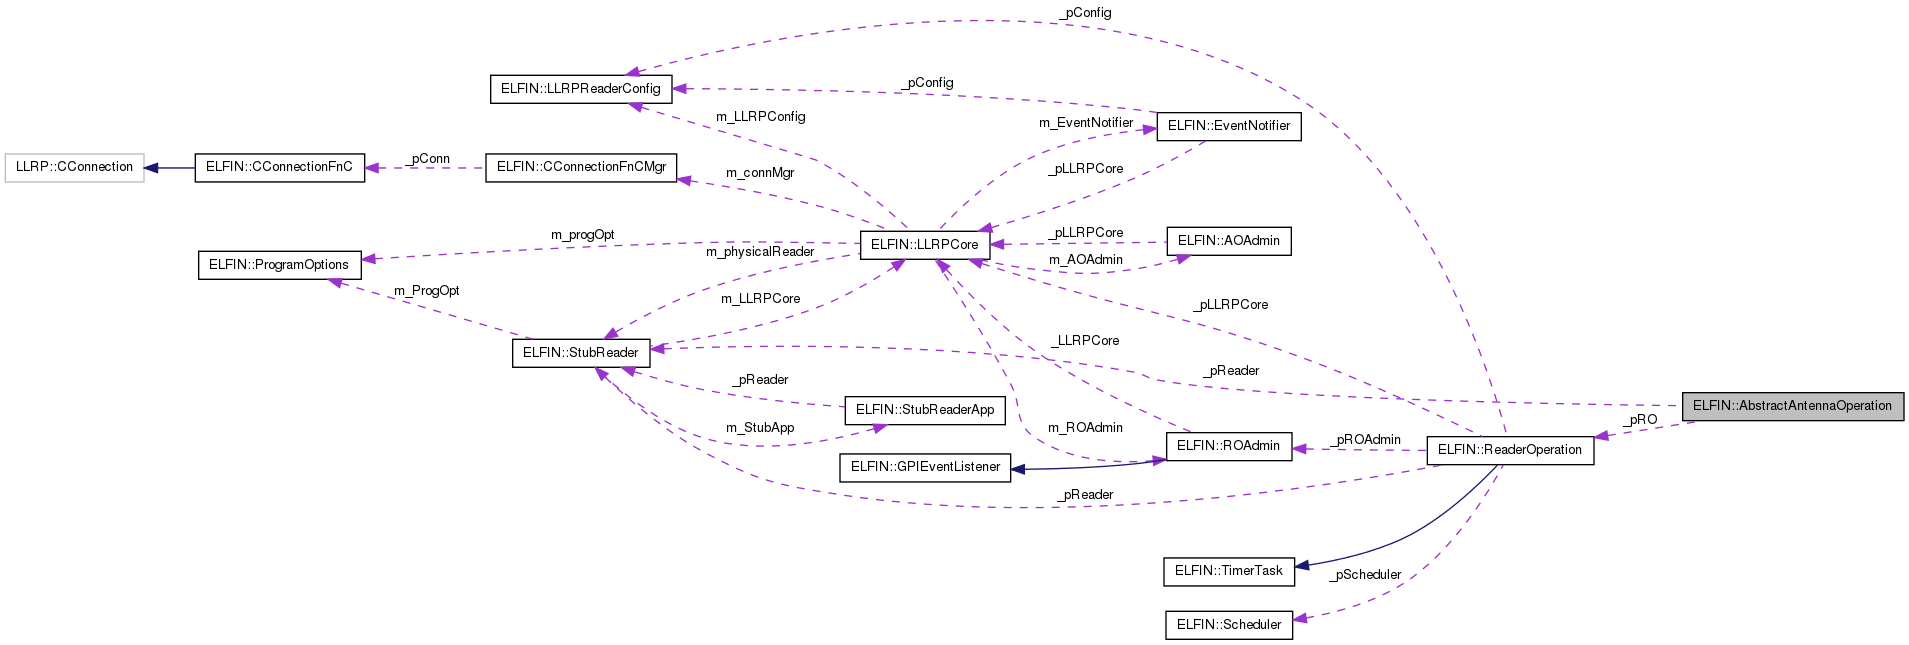 _pConfig
ELFIN::LLRPReaderConfig
_pConfig
m_LLRPConfig
m_EventNotifier
ELFIN::EventNotifier
LLRP::CConnection
ELFIN::CConnectionFnC
_pConn
ELFIN::CConnectionFnCMgr
m_connMgr
_pLLRPCore
m_progOpt
ELFIN::ProgramOptions
m_physicalReader
ELFIN::LLRPCore
_pLLRPCore
ELFIN::AOAdmin
m_AOAdmin
m_ProgOpt
m_LLRPCore
_pLLRPCore
ELFIN::StubReader
_LLRPCore
_pReader
_pReader
ELFIN::StubReaderApp
m_StubApp
m_ROAdmin
ELFIN::AbstractAntennaOperation
_pRO
ELFIN::GPIEventListener
ELFIN::ROAdmin
_pROAdmin
ELFIN::ReaderOperation
_pReader
ELFIN::TimerTask
_pScheduler
ELFIN::Scheduler